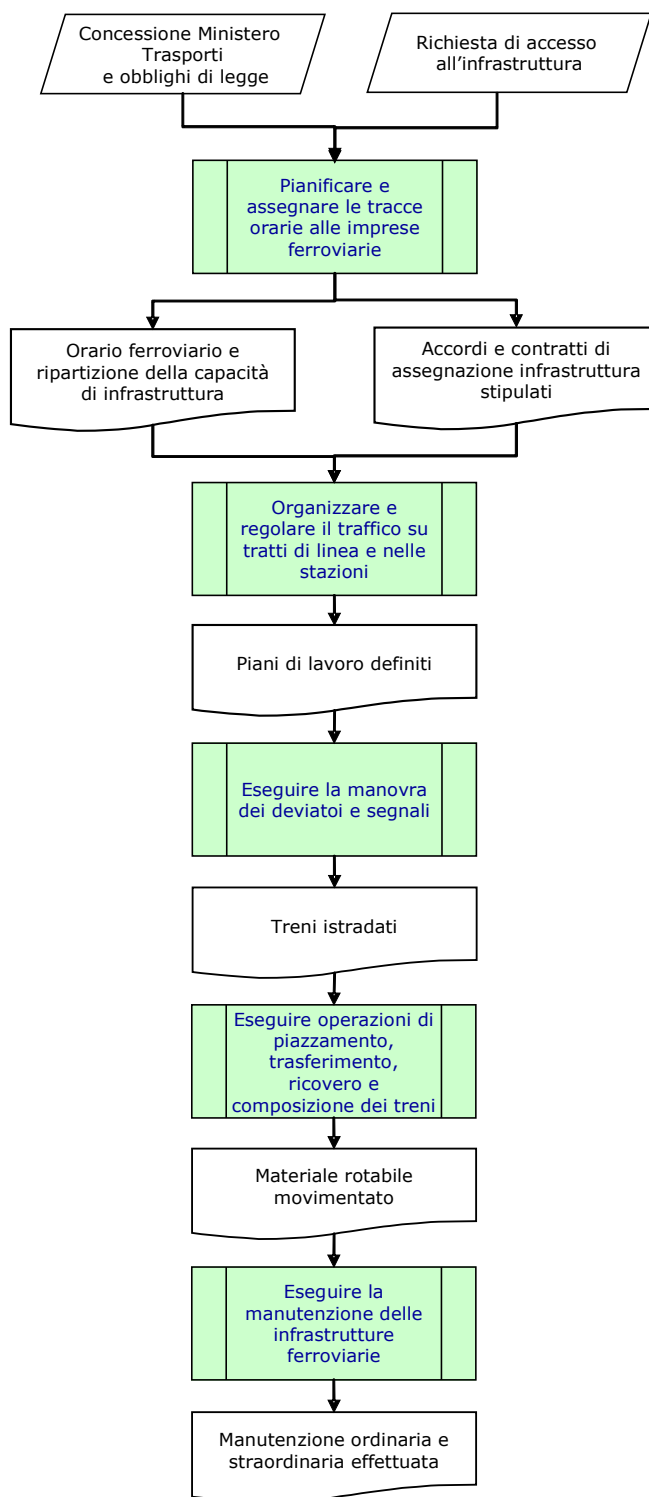 Concessione Ministero
Trasporti
e obblighi di legge
Richiesta di accesso
all'infrastruttura
Pianificare e
assegnare le tracce
orarie alle imprese
ferroviarie
Orario ferroviario e
ripartizione della capacità
di infrastruttura
Accordi e contratti di
assegnazione infrastruttura
stipulati
Organizzare e
regolare il traffico su
tratti di linea e nelle
stazioni
Piani di lavoro definiti
Eseguire la manovra
dei deviatoi e segnali
Treni istradati
Eseguire operazioni di
piazzamento,
trasferimento,
ricovero e
composizione dei treni
Materiale rotabile
movimentato
Eseguire la
manutenzione delle
infrastrutture
ferroviarie
Manutenzione ordinaria e
straordinaria effettuata